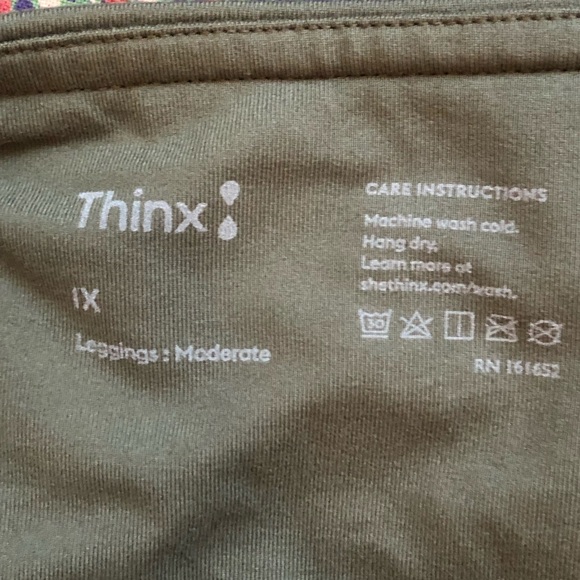 Thinx
1X
Leggings : Moderate
CARE INSTRUCTIONS
Machine wash cold.
Hang dry.
Learn more at
shethinx.com/wash.
30
RN 161652